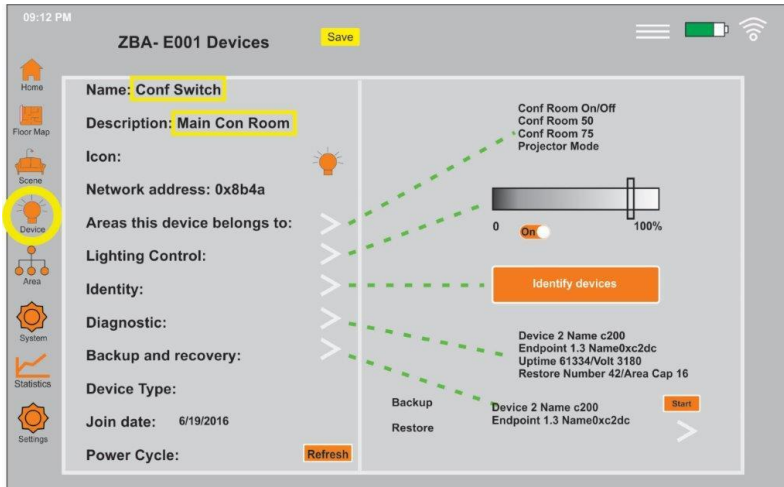 09:12 PM
ZBA- E001 Devices
Save
Home
Floor Map
Scene
Device
Area
System
Statistics
Settings
Name: Conf Switch
Description: Main Con Room
Icon:
Network address: 0x8b4a
Areas this device belongs to:
Lighting Control:
Identity:
Diagnostic:
Backup and recovery:
Device Type:
Join date: 6/19/2016
Power Cycle: Refresh
Conf Room On/Off
Conf Room 50
Conf Room 75
Projector Mode
0 On 100%
Identify devices
Device 2 Name c200
Endpoint 1.3 Name0xc2dc
Uptime 61334/Volt 3180
Restore Number 42/Area Cap 16
Backup
Restore
Device 2 Name c200
Endpoint 1.3 Name0xc2dc
Start